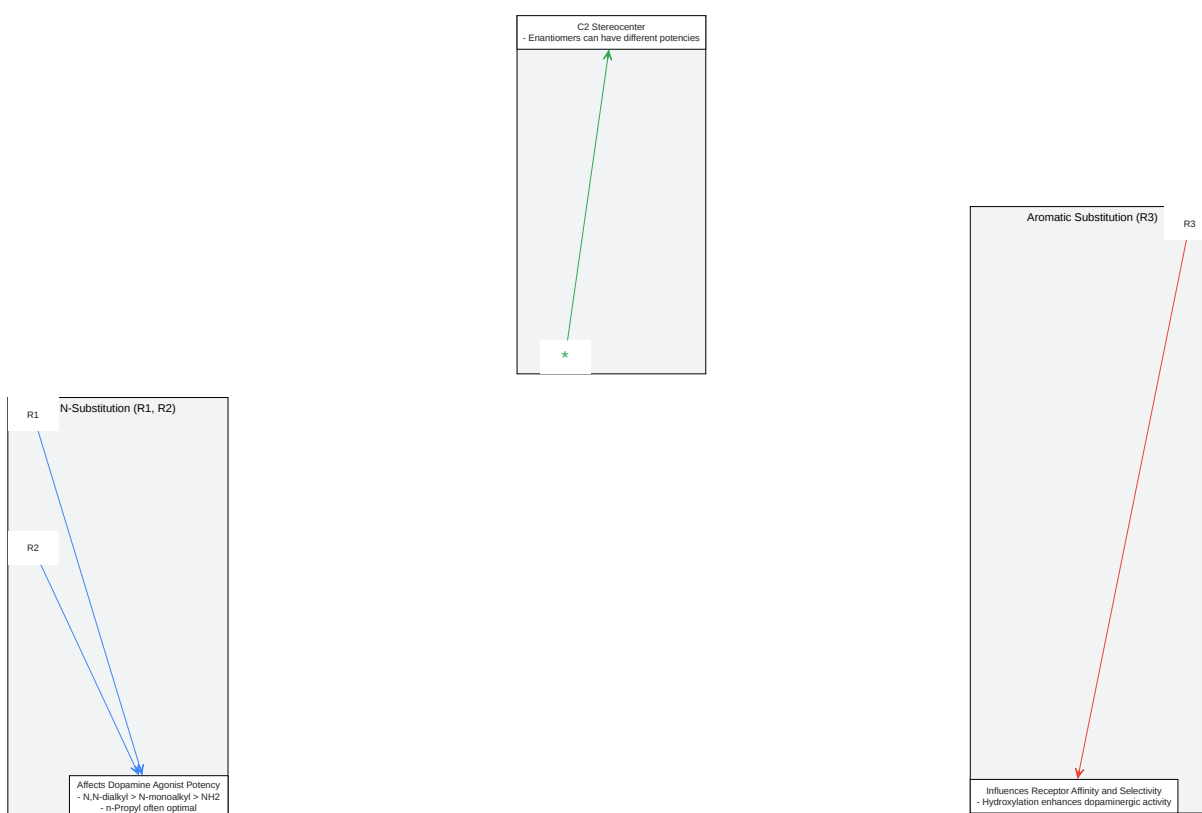 C2 Stereocenter
- Enantiomers can have different potencies
*
Aromatic Substitution (R3)
R3
N-Substitution (R1, R2)
R1
R2
Affects Dopamine Agonist Potency
- N,N-dialkyl > N-monoalkyl > NH2
- n-Propyl often optimal
Influences Receptor Affinity and Selectivity
- Hydroxylation enhances dopaminergic activity